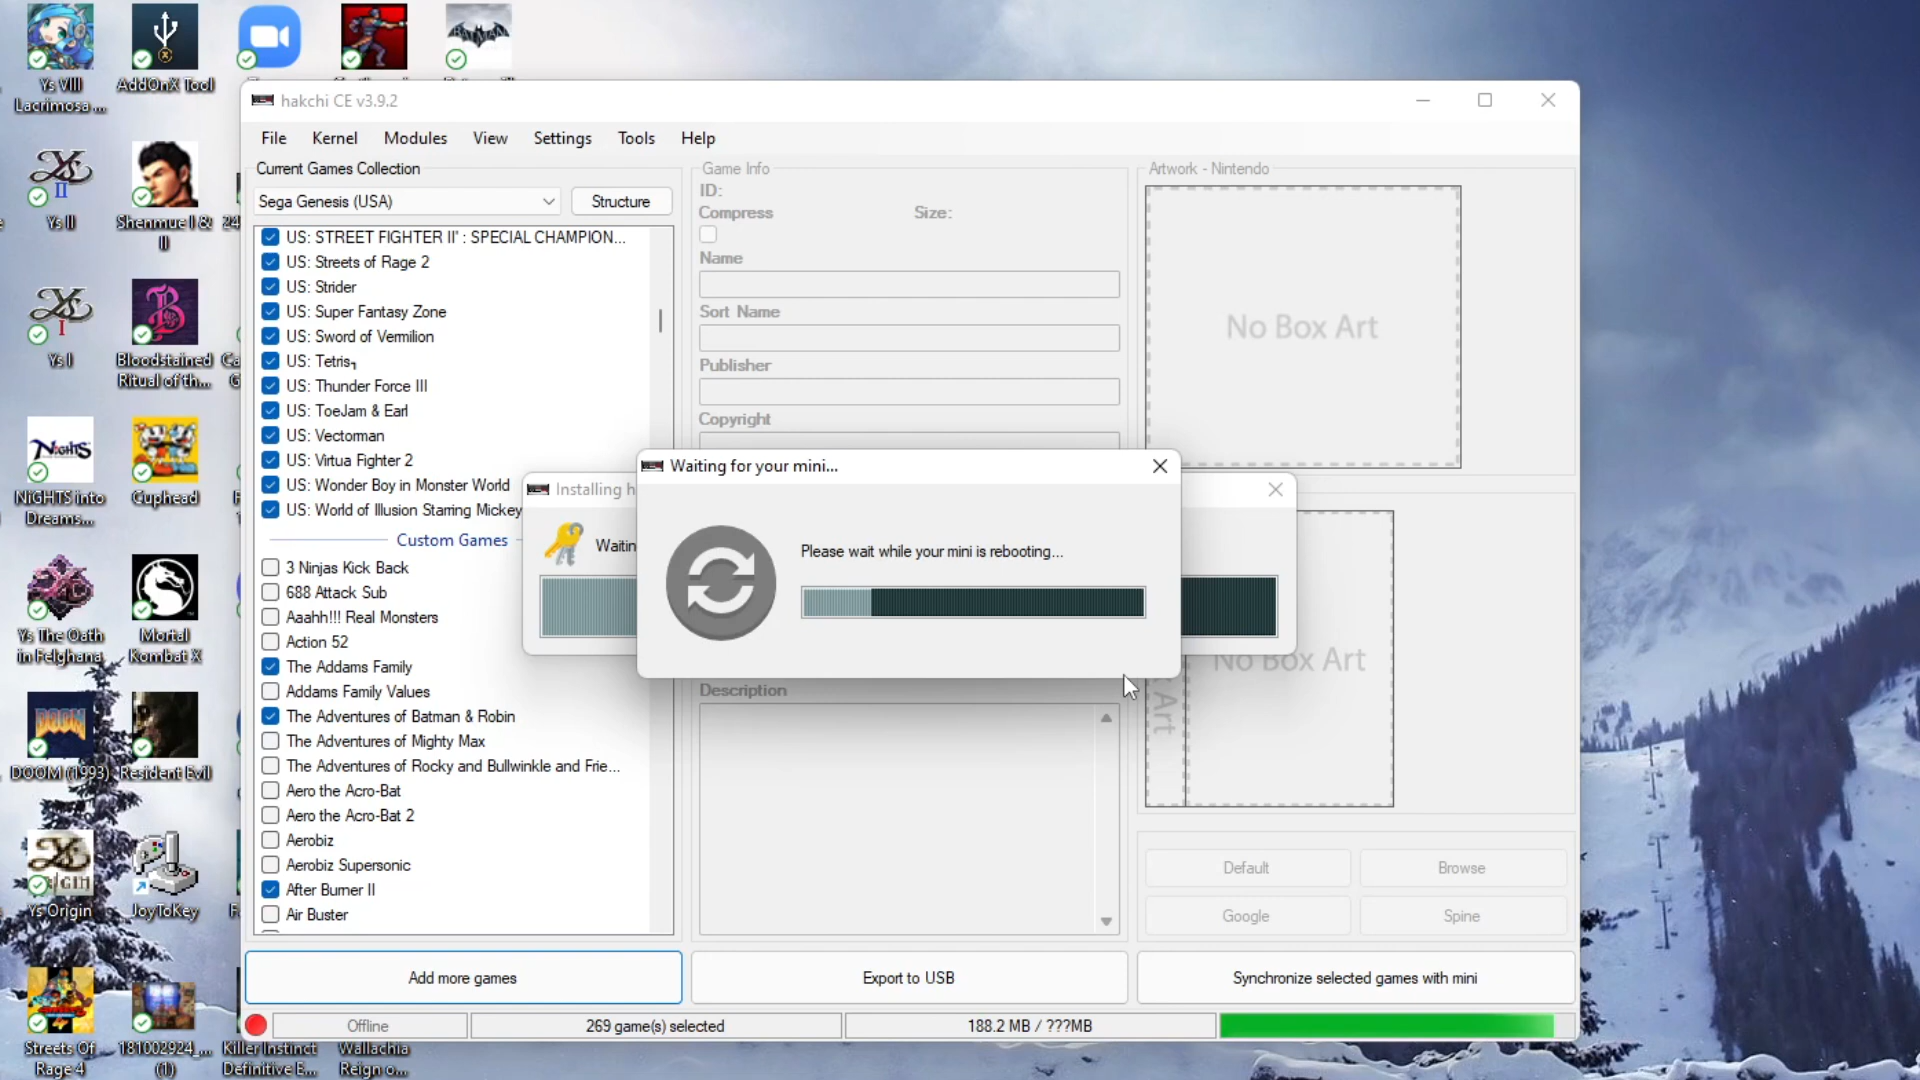 Ys VIII
Lacrimosa ...
AddOnX Tool
hakchi CE v3.9.2
File
Kernel
Modules
View
Settings
Tools
Help
Current Games Collection
Game Info
Artwork - Nintendo
Sega Genesis (USA)
Structure
ID:
Compress
Size:
Name
Sort Name
Publisher
Copyright
No Box Art
US: STREET FIGHTER II' : SPECIAL CHAMPION...
US: Streets of Rage 2
US: Strider
US: Super Fantasy Zone
US: Sword of Vermilion
US: Tetris
US: Thunder Force III
US: ToeJam & Earl
US: Vectorman
US: Virtua Fighter 2
US: Wonder Boy in Monster World
US: World of Illusion Starring Mickey
Custom Games
3 Ninjas Kick Back
688 Attack Sub
Aaahh!!! Real Monsters
Action 52
The Addams Family
Addams Family Values
The Adventures of Batman & Robin
The Adventures of Mighty Max
The Adventures of Rocky and Bullwinkle and Frie...
Aero the Acro-Bat
Aero the Acro-Bat 2
Aerobiz
Aerobiz Supersonic
After Burner II
Air Buster
Installing h
Waitin
Waiting for your mini...
Please wait while your mini is rebooting...
No Box Art
Art
Description
Default
Browse
Google
Spine
Add more games
Export to USB
Synchronize selected games with mini
Offline
269 game(s) selected
188.2 MB / ???MB
Ys II
Shenmue I &
II
Ys I
Bloodstained
Ritual of th...
NiGHTS into
Dreams...
Cuphead
Ys The Oath
in Felghana
Mortal
Kombat X
DOOM (1993)
Resident Evil
Ys Origin
JoyToKey
Streets Of
Rage 4
181002924_...
(1)
Killer Instinct
Definitive E...
Wallachia
Reign o...